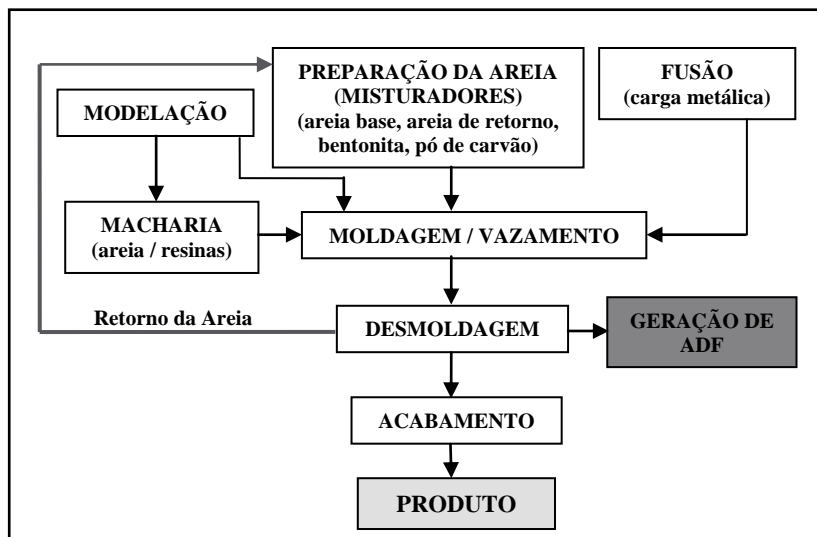 PREPARAÇÃO DA AREIA
(MISTURADORES)
(areia base, areia de retorno,
bentonita, pó de carvão)
FUSÃO
(carga metálica)
MODELAÇÃO
MACHARIA
(areia / resinas)
MOLDAGEM / VAZAMENTO
Retorno da Areia
DESMOLDAGEM
GERAÇÃO DE
ADF
ACABAMENTO
PRODUTO